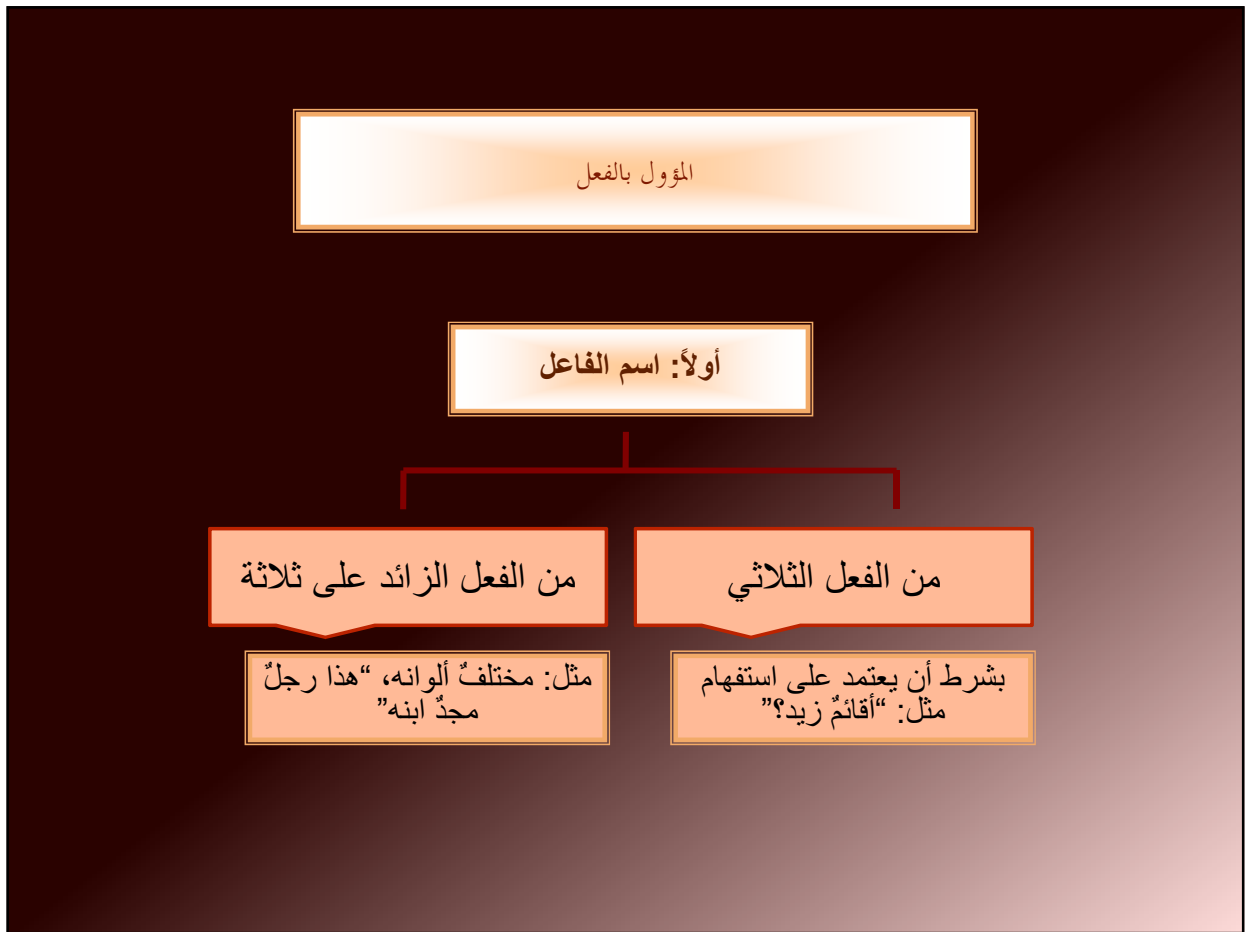 المؤول بالفعل
أولاً: اسم الفاعل
من الفعل الثلاثي
من الفعل الزائد على ثلاثة
بشرط أن يعتمد على استفهام
مثل: “أقائمٌ زيد؟”
مثل: مختلفٌ ألوانه، “هذا رجلٌ
مجدٌ ابنه”